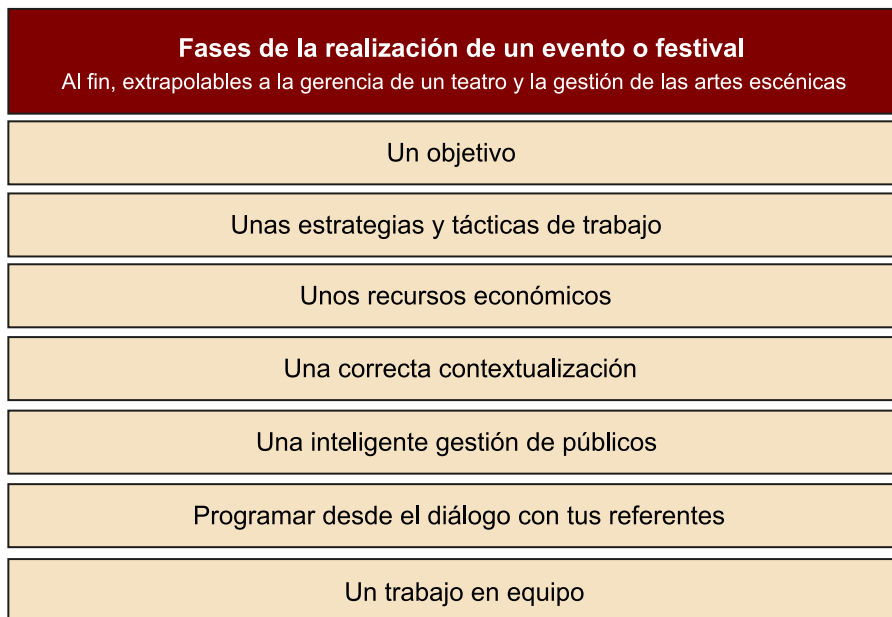 Fases de la realización de un evento o festival
Al fin, extrapolables a la gerencia de un teatro y la gestión de las artes escénicas
Un objetivo
Unas estrategias y tácticas de trabajo
Unos recursos económicos
Una correcta contextualización
Una inteligente gestión de públicos
Programar desde el diálogo con tus referentes
Un trabajo en equipo